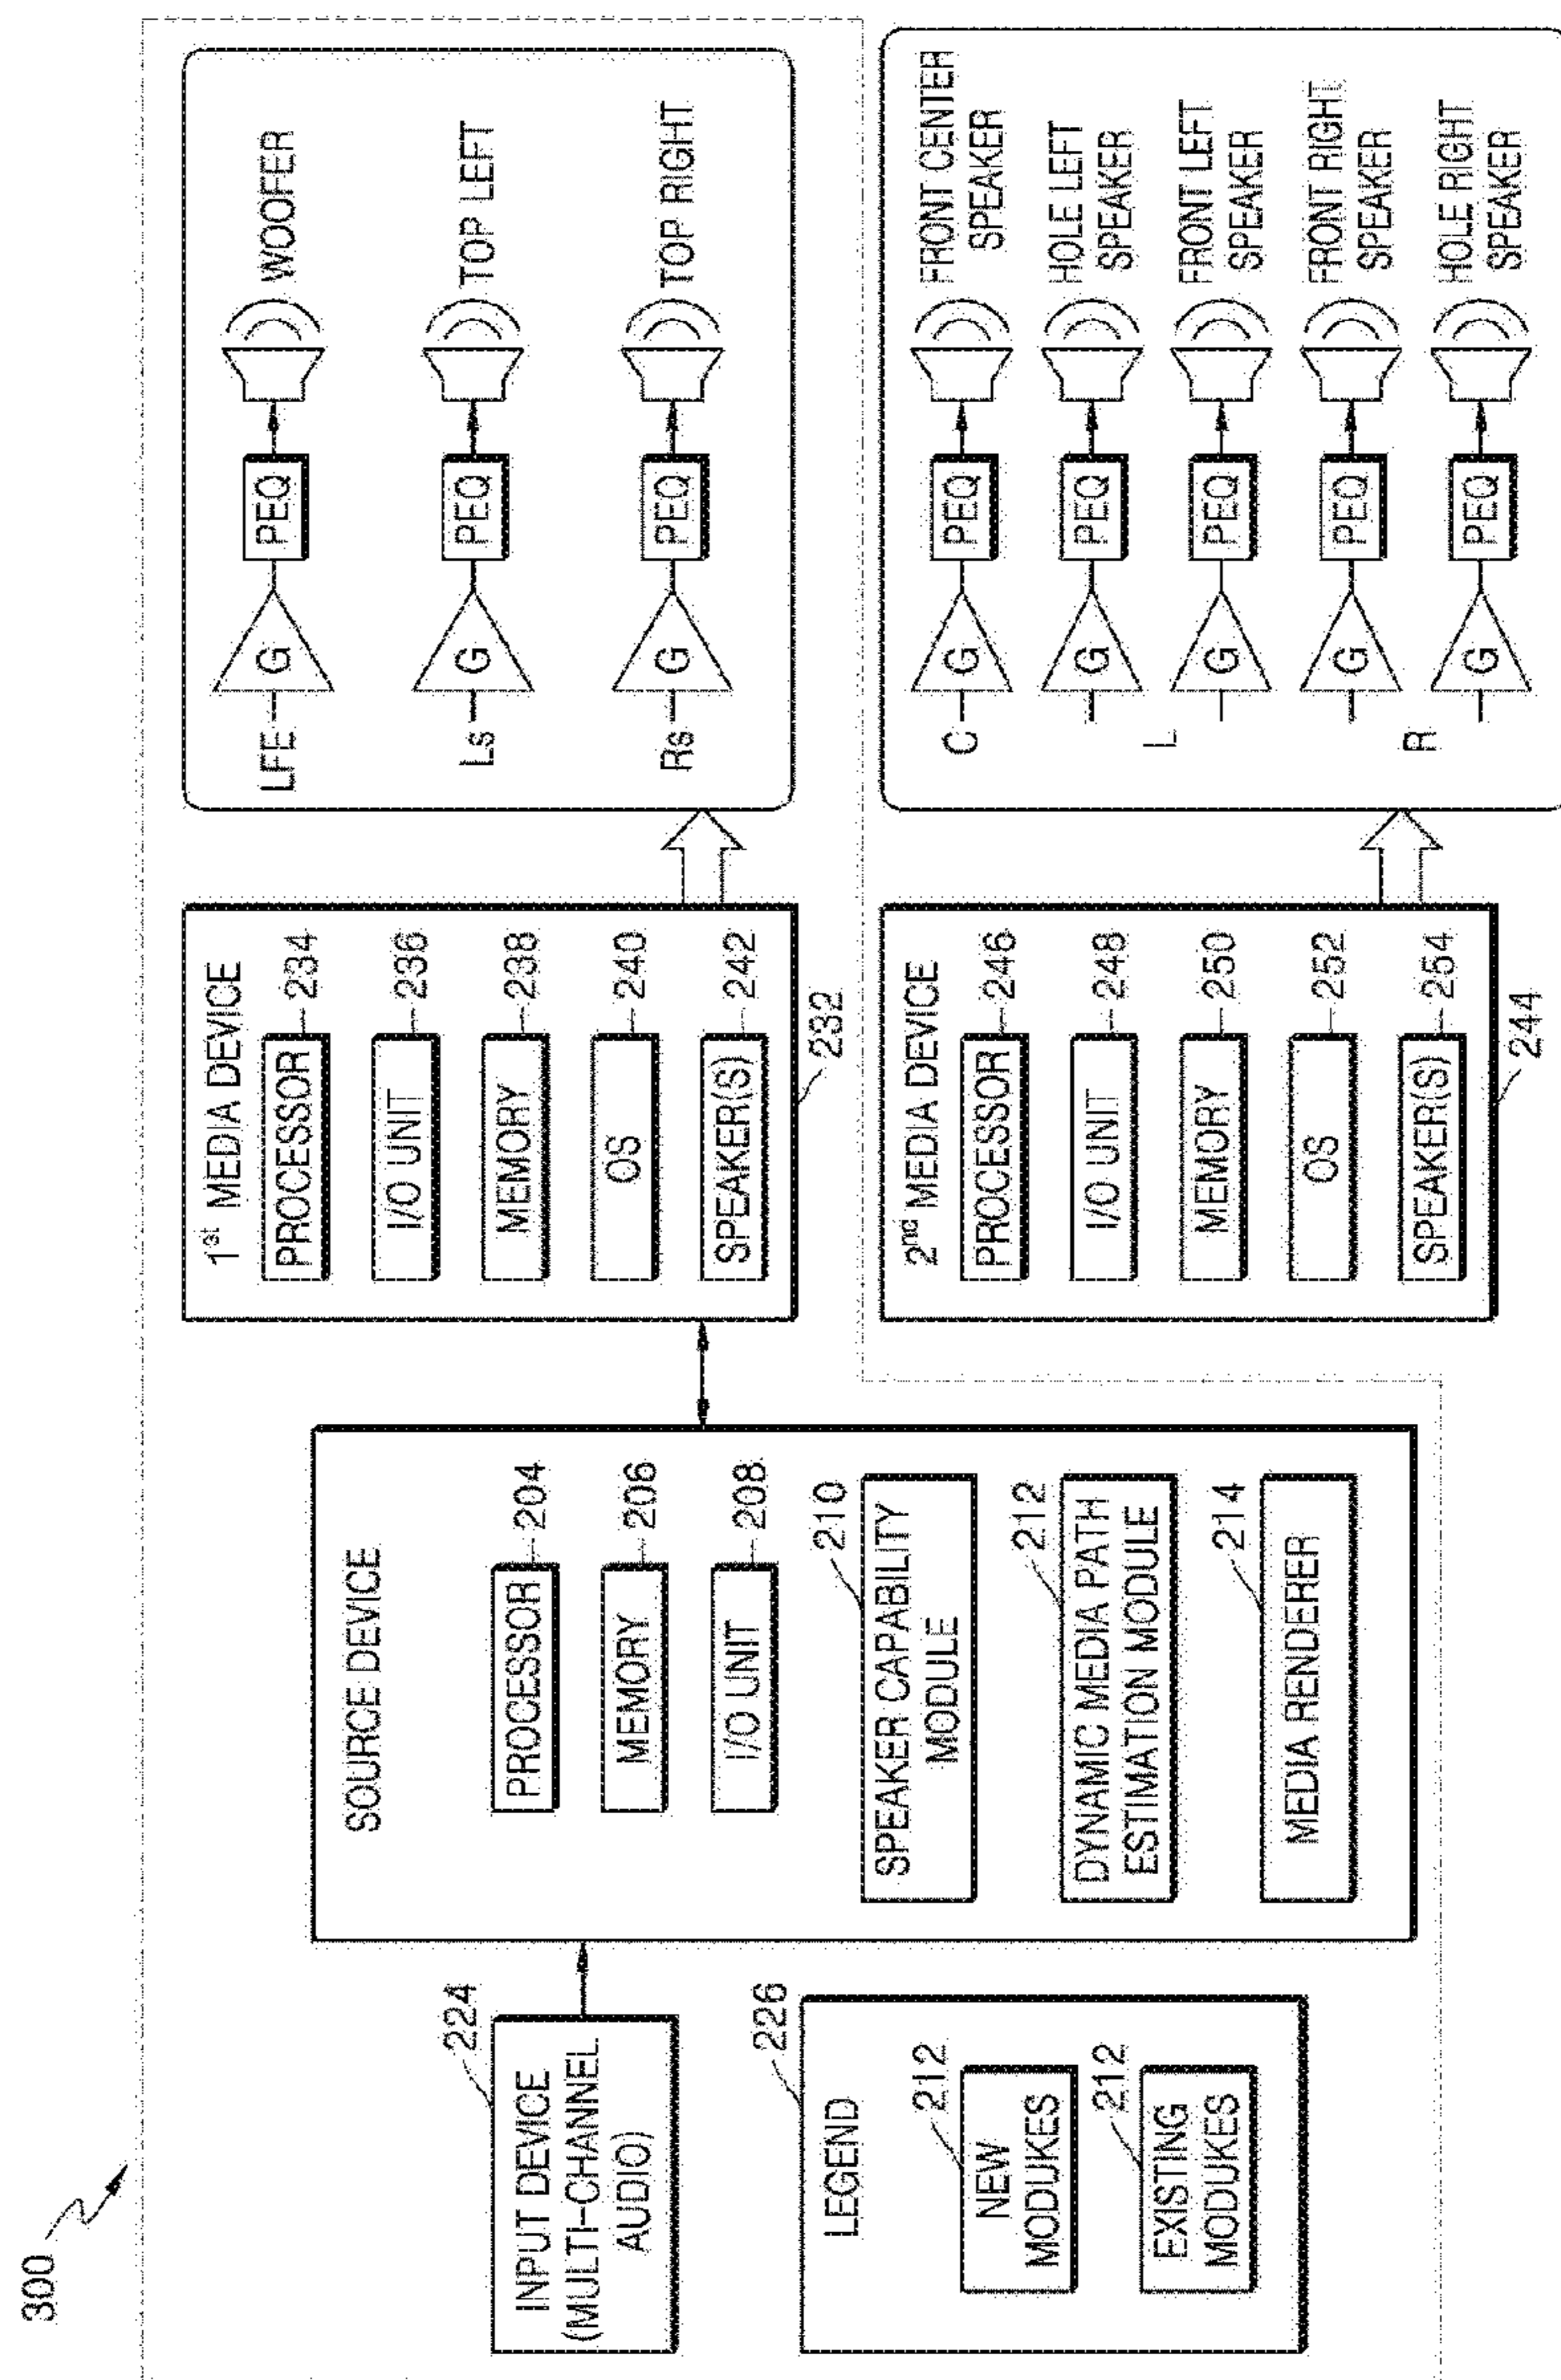 300
INPUT DEVICE
(MULTI-CHANNEL
AUDIO)
224
LEGEND
226
NEW
MODUKES
212
EXISTING
MODUKES
212
SOURCE DEVICE
PROCESSOR
204
MEMORY
206
I/O UNIT
208
SPEAKER CAPABILITY
MODULE
210
DYNAMIC MEDIA PATH
ESTIMATION MODULE
212
MEDIA RENDERER
214
1st MEDIA DEVICE
PROCESSOR
234
I/O UNIT
236
MEMORY
238
OS
240
SPEAKER(S)
242
232
2nd MEDIA DEVICE
PROCESSOR
246
I/O UNIT
248
MEMORY
250
OS
252
SPEAKER(S)
254
244
LFE G PEQ WOOFER
Ls G PEQ TOP LEFT
Rs G PEQ TOP RIGHT
C G PEQ FRONT CENTER
SPEAKER
G PEQ HOLE LEFT
SPEAKER
L
G PEQ FRONT LEFT
SPEAKER
G PEQ FRONT RIGHT
SPEAKER
R
G PEQ HOLE RIGHT
SPEAKER